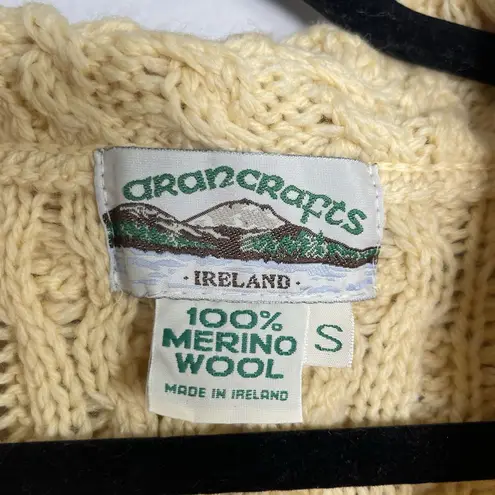 aRanCRafts
· IRELAND ·
100%
MERINO
WOOL
MADE IN IRELAND
S